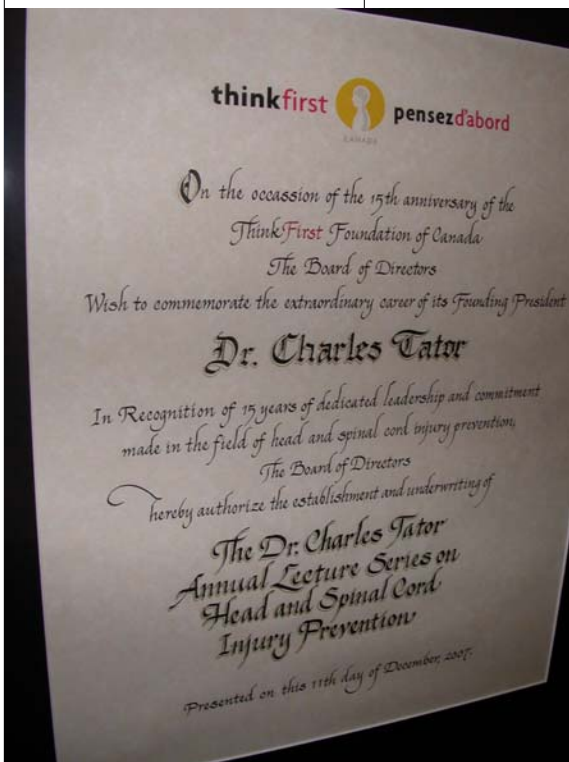 thinkfirst pensezd'abord
CANADA
On the occassion of the 15th anniversary of the
ThinkFirst Foundation of Canada
The Board of Directors
Wish to commemorate the extraordinary career of its Founding President
Dr. Charles Tator
In Recognition of 15 years of dedicated leadership and commitment
made in the field of head and spinal cord injury prevention,
The Board of Directors
hereby authorize the establishment and underwriting of
The Dr. Charles Tator
Annual Lecture Series on
Head and Spinal Cord
Injury Prevention
Presented on this 11th day of December, 2007.